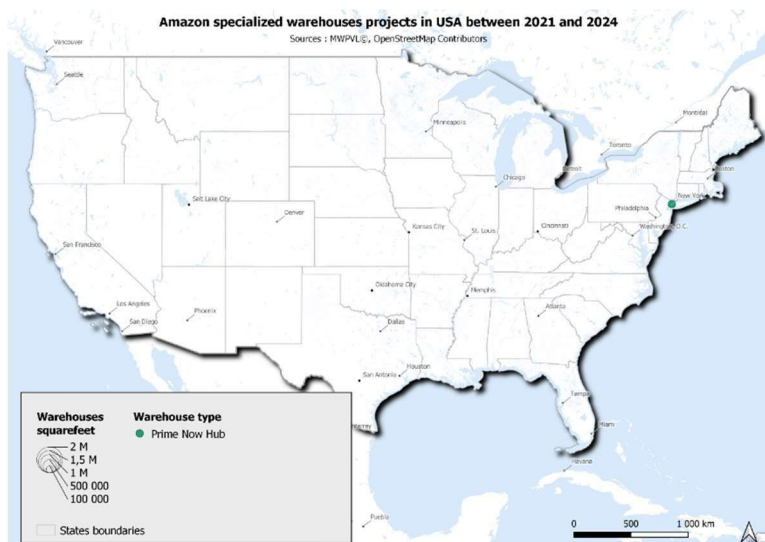 Amazon specialized warehouses projects in USA between 2021 and 2024
Sources : MWPVL©, OpenStreetMap Contributors
Vancouver
Seattle
Montréal
Minneapolis
Toronto
Boston
Detroit
Chicago
New York
Salt Lake City
Philadelphia
Denver
Washington, D.C.
Kansas City
St. Louis
Cincinnati
San Francisco
Oklahoma City
Memphis
Los Angeles
Phoenix
Atlanta
San Diego
Dallas
San Antonio
Houston
Tampa
Miami
Havana
Puebla
Warehouses
squarefeet
2 M
1,5 M
1 M
500 000
100 000
Warehouse type
Prime Now Hub
States boundaries
0 500 1 000 km